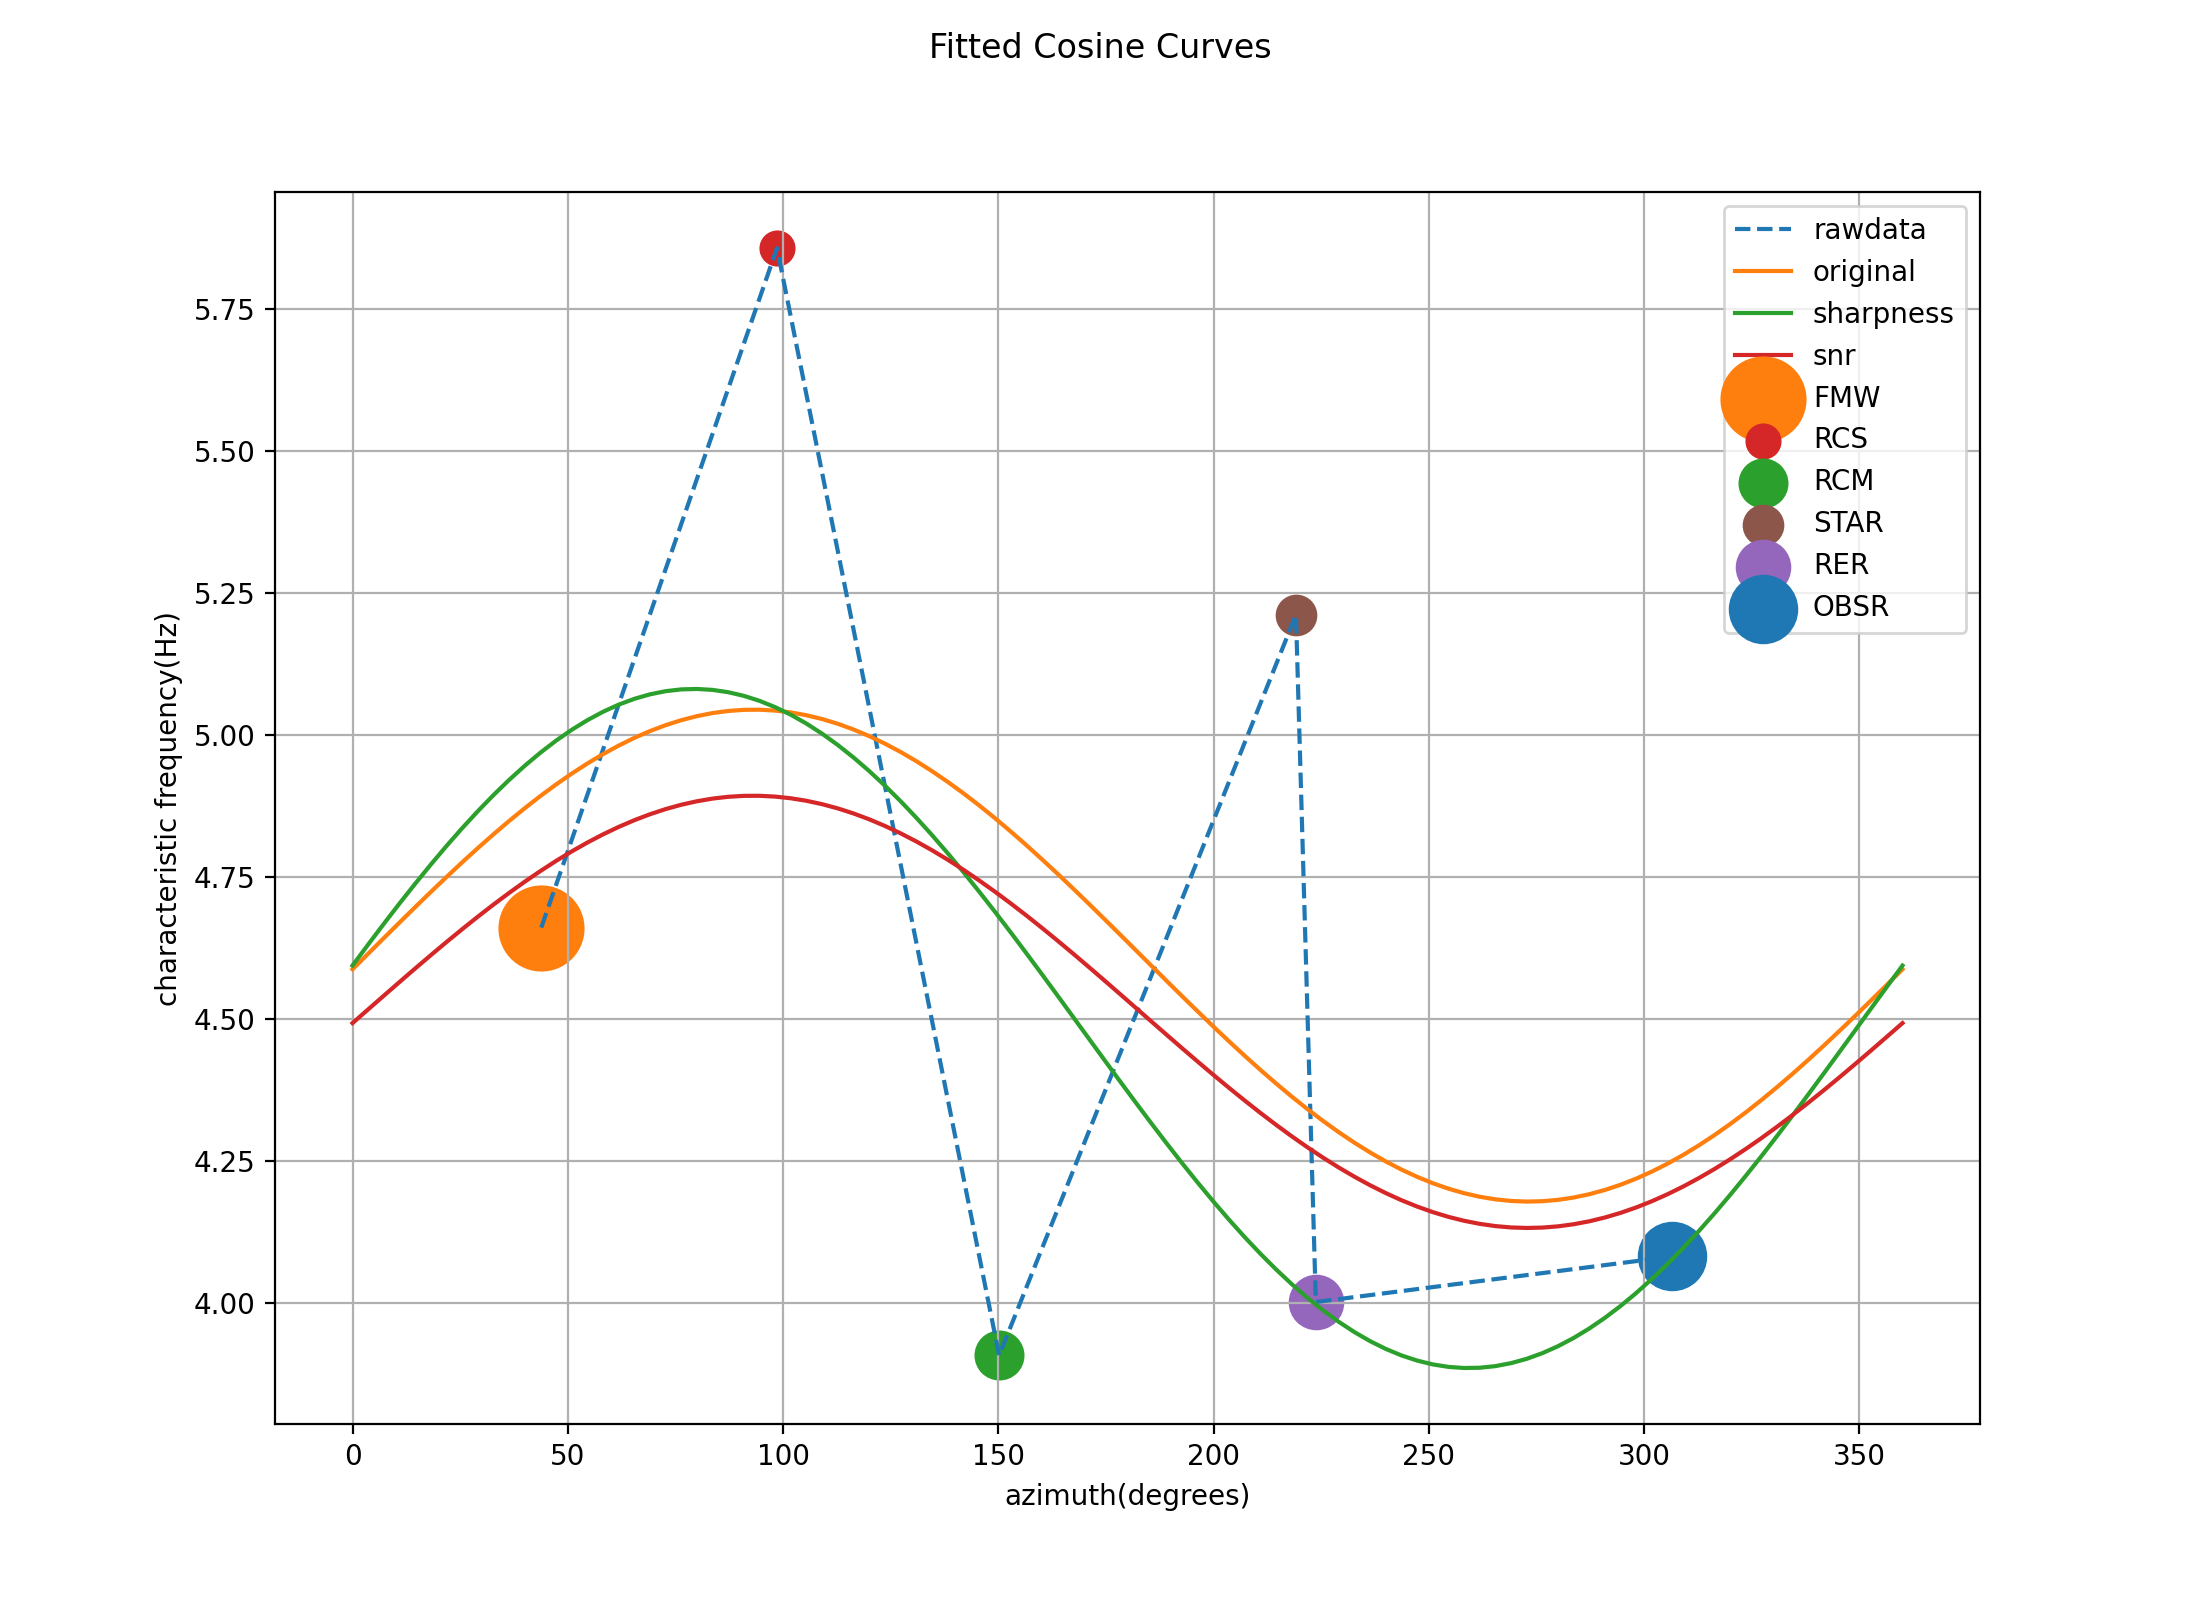 Fitted Cosine Curves
characteristic frequency(Hz)
5.75
5.50
5.25
5.00
4.75
4.50
4.25
4.00
rawdata
original
sharpness
snr
FMW
RCS
RCM
STAR
RER
OBSR
0 50 100 150 200 250 300 350
azimuth(degrees)